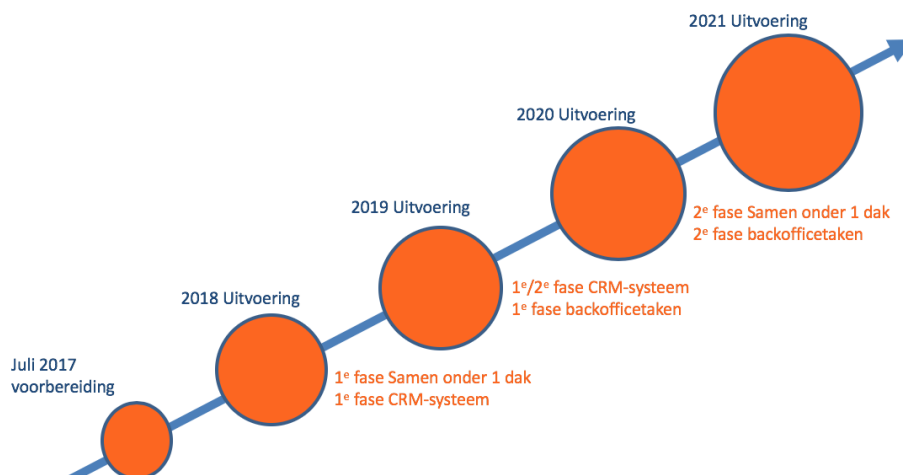 2021 Uitvoering
2020 Uitvoering
2019 Uitvoering
2e fase Samen onder 1 dak
2e fase backofficetaken
2018 Uitvoering
1e/2e fase CRM-systeem
1e fase backofficetaken
Juli 2017
voorbereiding
1e fase Samen onder 1 dak
1e fase CRM-systeem